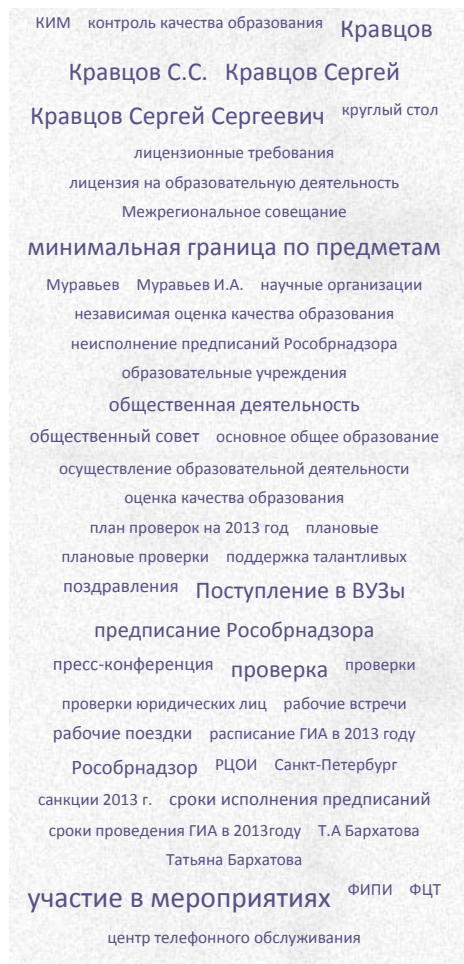 КИМ контроль качества образования Кравцов
Кравцов С.С. Кравцов Сергей
Кравцов Сергей Сергеевич круглый стол
лицензионные требования
лицензия на образовательную деятельность
Межрегиональное совещание
минимальная граница по предметам
Муравьев Муравьев И.А. научные организации
независимая оценка качества образования
неисполнение предписаний Рособрнадзора
образовательные учреждения
общественная деятельность
общественный совет основное общее образование
осуществление образовательной деятельности
оценка качества образования
план проверок на 2013 год плановые
плановые проверки поддержка талантливых
поздравления Поступление в ВУЗы
предписание Рособрнадзора
пресс-конференция проверка проверки
проверки юридических лиц рабочие встречи
рабочие поездки расписание ГИА в 2013 году
Рособрнадзор РЦОИ Санкт-Петербург
санкции 2013 г. сроки исполнения предписаний
сроки проведения ГИА в 2013году Т.А Бархатова
Татьяна Бархатова
участие в мероприятиях ФИПИ ФЦТ
центр телефонного обслуживания